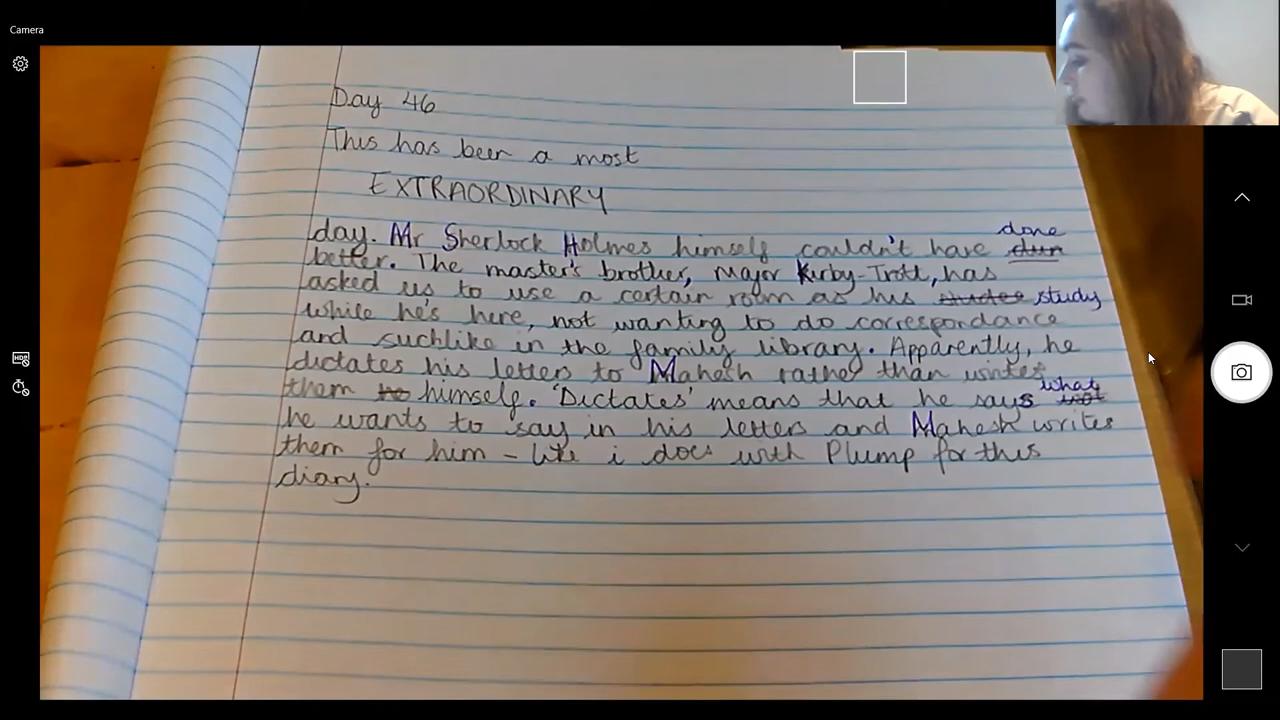 Camera
Day 46
This has been a most
EXTRAORDINARY
done
day. Mr Sherlock Holmes himself couldn't have dun
better. The master's brother, Major Kirby-Trott, has
asked us to use a certain room as his study
while he's here, not wanting to do correspondance
and suchlike in the family library. Apparently, he
dictates his letters to Mahesh rather than writes
what
them himself. 'Dictates' means that he says wot
he wants to say in his letters and Mahesh writes
them for him - like i does with Plump for this
diary.